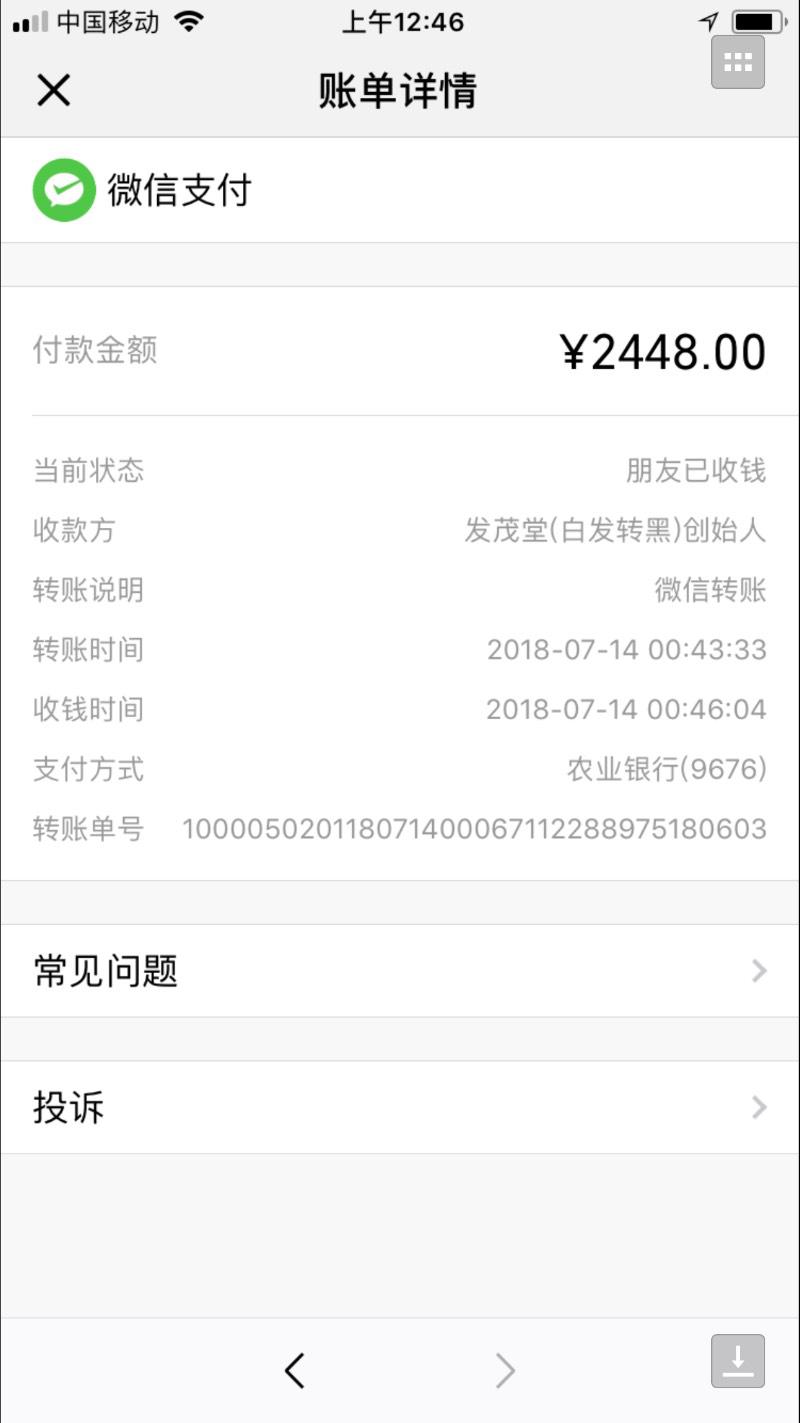 中国移动 上午12:46
账单详情
微信支付
付款金额 ¥2448.00
当前状态 朋友已收钱
收款方 发茂堂(白发转黑)创始人
转账说明 微信转账
转账时间 2018-07-14 00:43:33
收钱时间 2018-07-14 00:46:04
支付方式 农业银行(9676)
转账单号 1000050201180714000671122889751​80603
常见问题
投诉